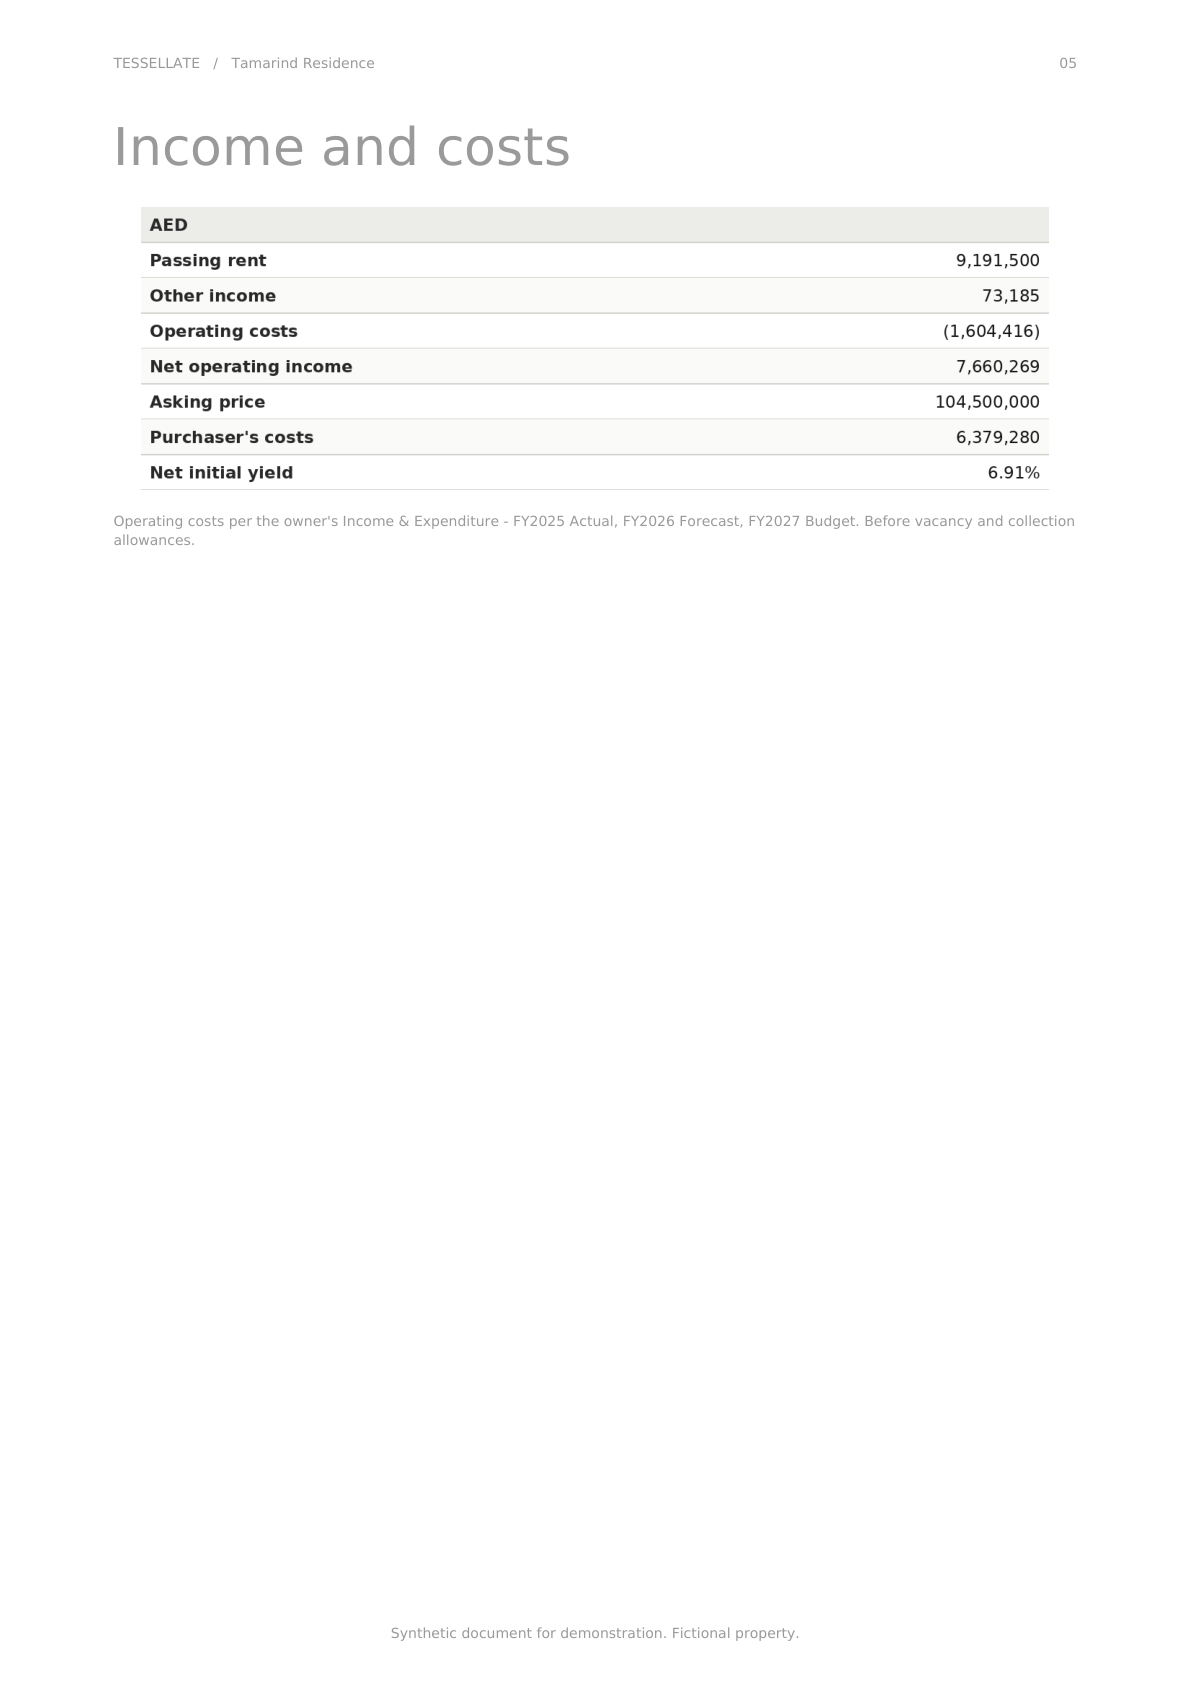 TESSELLATE / Tamarind Residence 05
Income and costs
AED
Passing rent 9,191,500
Other income 73,185
Operating costs (1,604,416)
Net operating income 7,660,269
Asking price 104,500,000
Purchaser's costs 6,379,280
Net initial yield 6.91%
Operating costs per the owner's Income & Expenditure - FY2025 Actual, FY2026 Forecast, FY2027 Budget. Before vacancy and collection
allowances.
Synthetic document for demonstration. Fictional property.